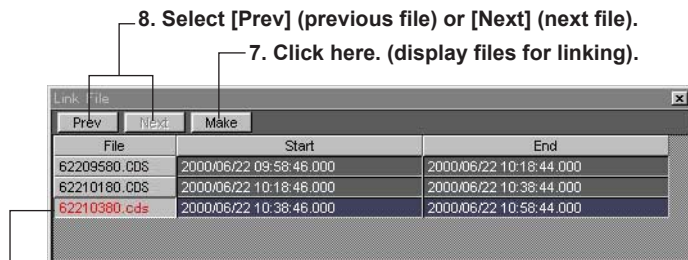 8. Select [Prev] (previous file) or [Next] (next file).
7. Click here. (display files for linking).
Link File
Prev Next Make
File Start End
62209580.CDS 2000/06/22 09:58:46.000 2000/06/22 10:18:44.000
62210180.CDS 2000/06/22 10:18:46.000 2000/06/22 10:38:44.000
62210380.cds 2000/06/22 10:38:46.000 2000/06/22 10:58:44.000